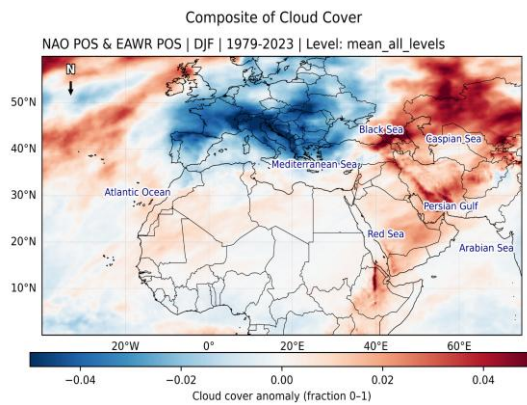 Composite of Cloud Cover
NAO POS & EAWR POS | DJF | 1979-2023 | Level: mean_all_levels
N
50°N
Black Sea
Caspian Sea
40°N
Mediterranean Sea
30°N
Atlantic Ocean
Persian Gulf
20°N
Red Sea
Arabian Sea
10°N
20°W 0° 20°E 40°E 60°E
−0.04 −0.02 0.00 0.02 0.04
Cloud cover anomaly (fraction 0–1)